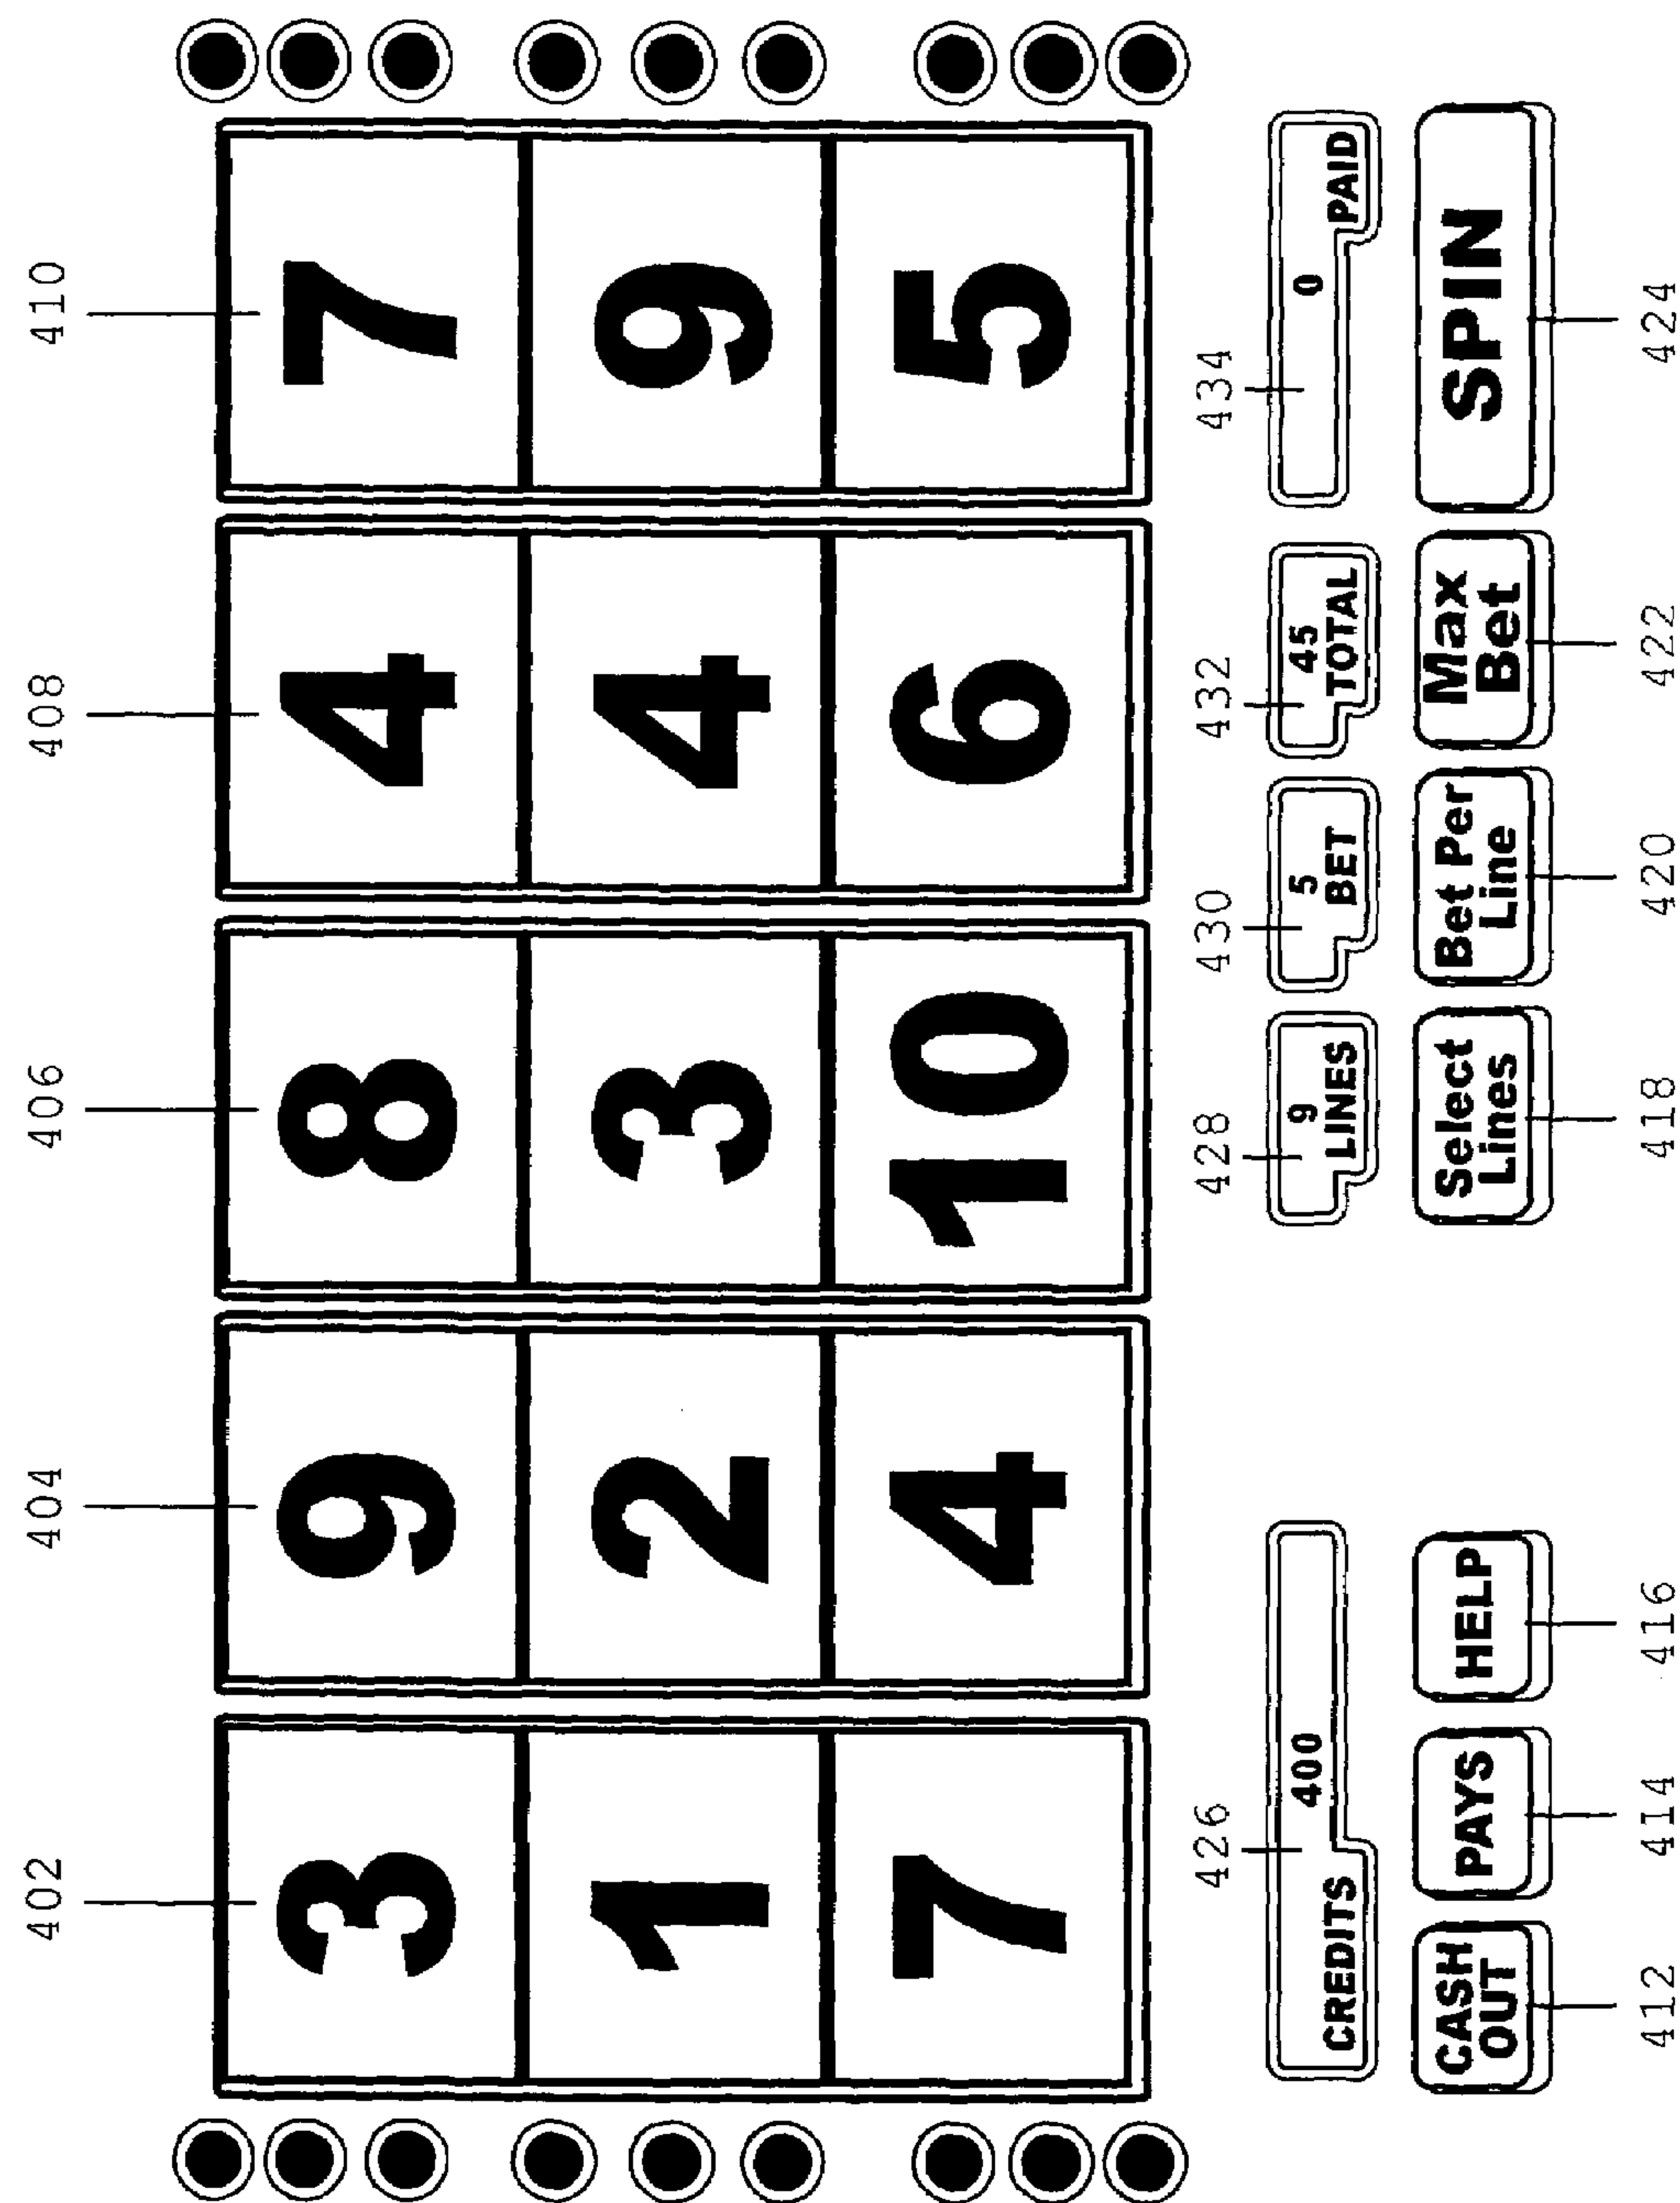 402 404 406 408 410
3 9 8 4 7
1 2 3 4 9
7 4 10 6 5
426 428 430 432 434
400 9 5 45 0
CREDITS LINES BET TOTAL PAID
CASH OUT
PAYS
HELP
Select Lines
Bet Per Line
Max Bet
SPIN
412 414 416 418 420 422 424